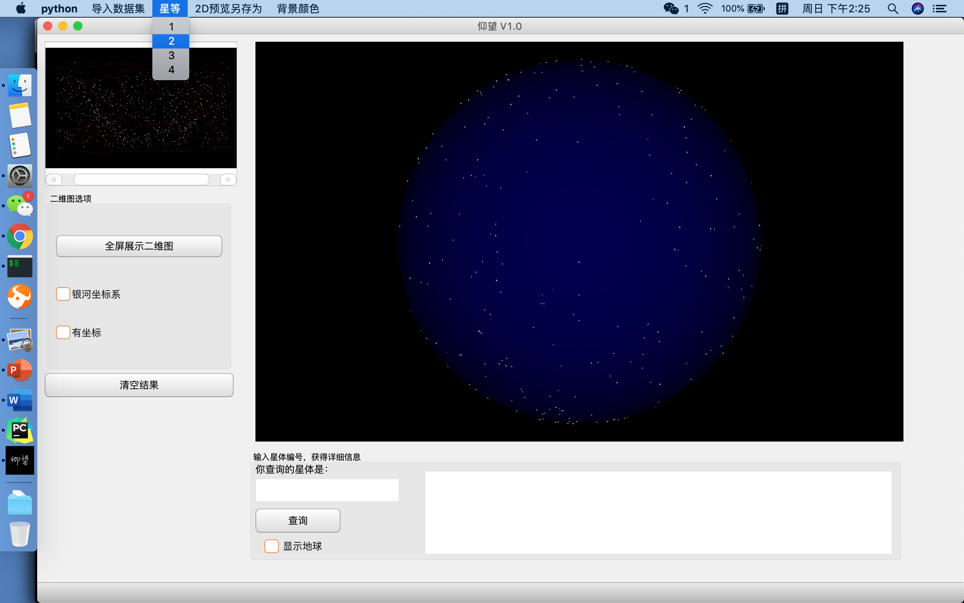 python 导入数据集 星等 2D预览另存为 背景颜色 1 100% 拼 周日 下午2:25
1
2
3
4
仰望 V1.0
二维图选项
全屏展示二维图
银河坐标系
有坐标
清空结果
输入星体编号，获得详细信息
你查询的星体是：
查询
显示地球
1
$
P
W
PC
仰望